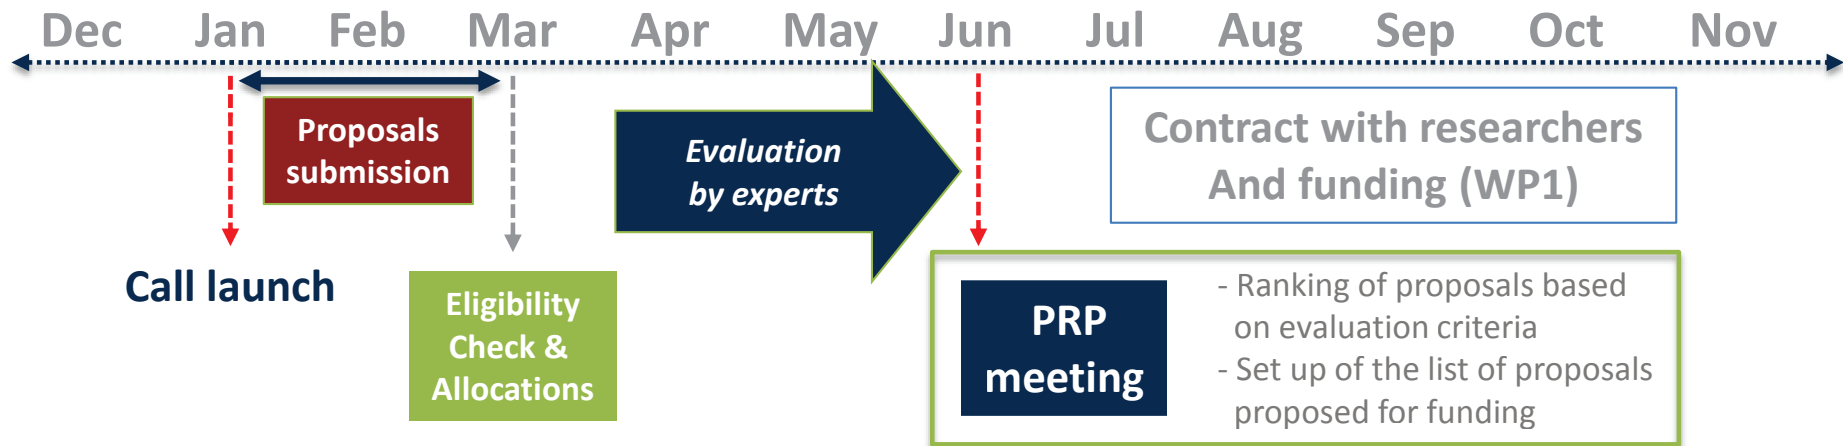 Dec Jan Feb Mar Apr May Jun Jul Aug Sep Oct Nov
Proposals
submission
Evaluation
by experts
Contract with researchers
And funding (WP1)
Call launch
Eligibility
Check &
Allocations
PRP
meeting
- Ranking of proposals based
on evaluation criteria
- Set up of the list of proposals
proposed for funding